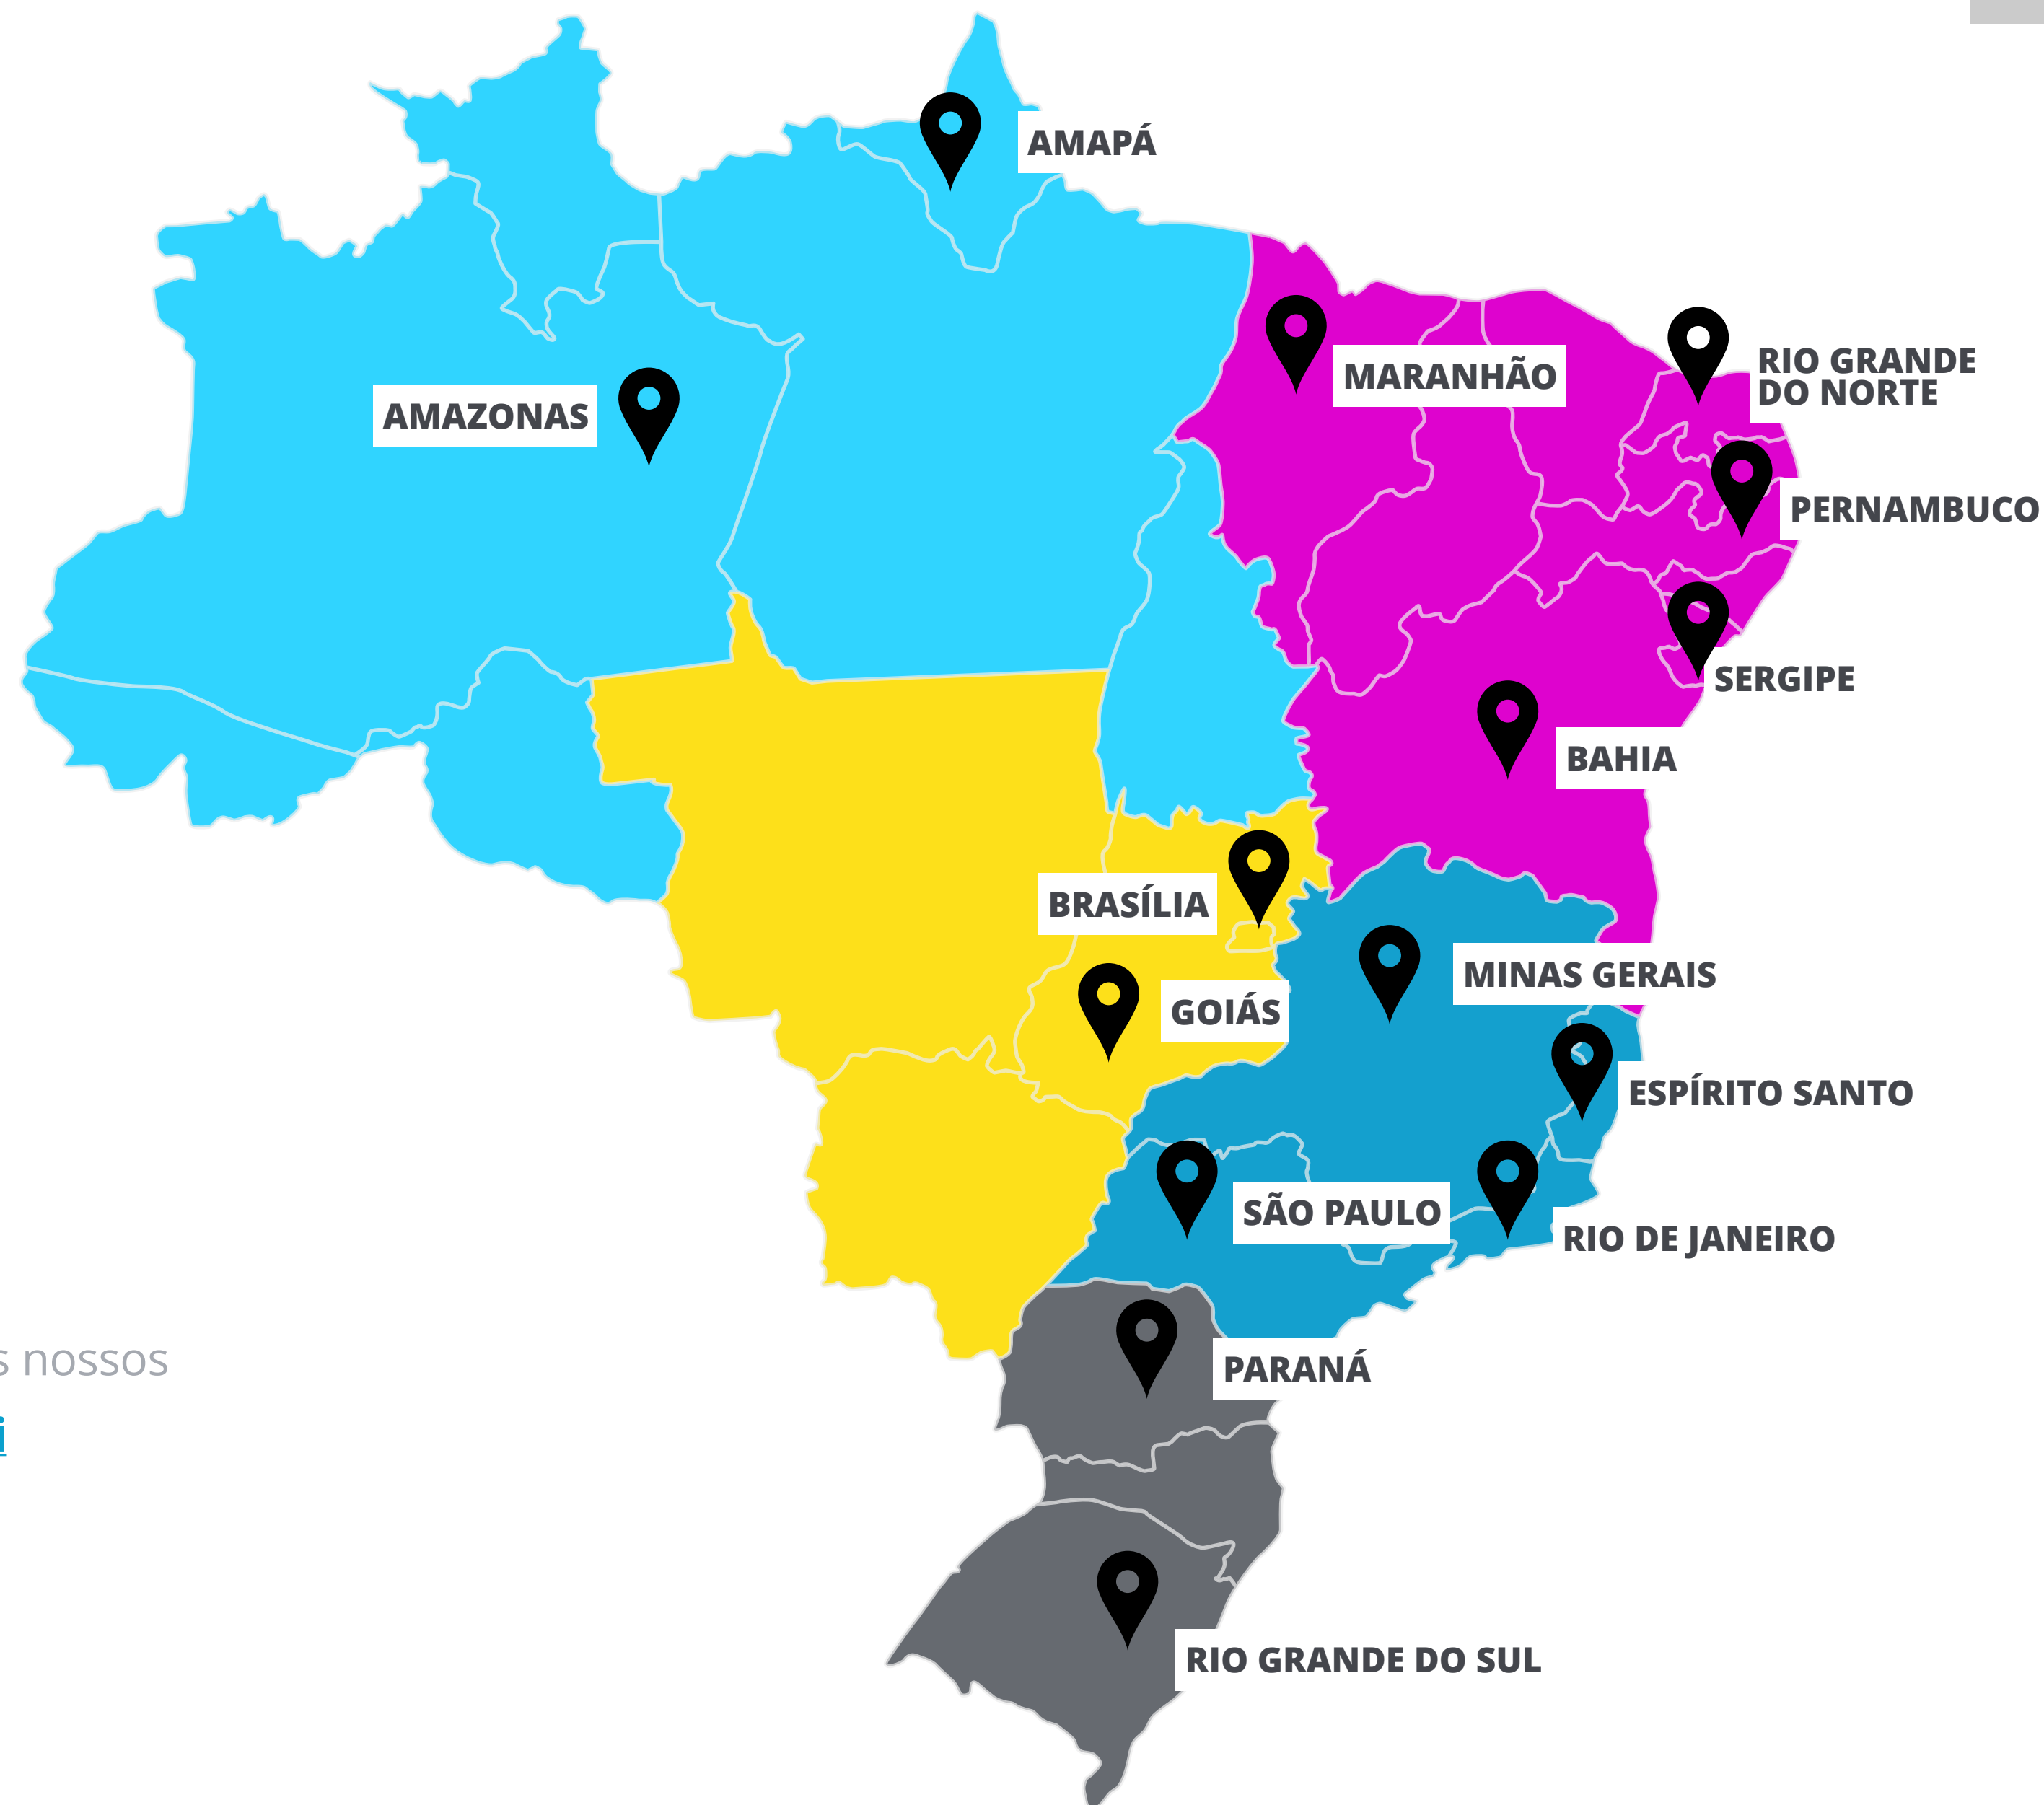 AMAPÁ
MARANHÃO
RIO GRANDE
DO NORTE
AMAZONAS
PERNAMBUCO
SERGIPE
BAHIA
BRASÍLIA
MINAS GERAIS
GOIÁS
ESPÍRITO SANTO
SÃO PAULO
RIO DE JANEIRO
nossos
PARANÁ
RIO GRANDE DO SUL